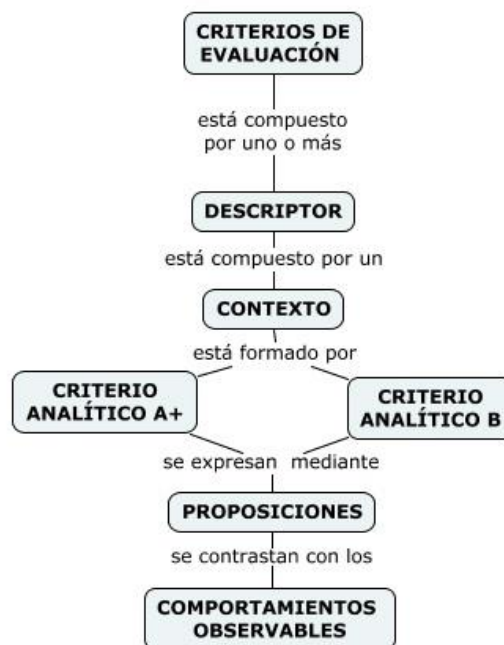 CRITERIOS DE
EVALUACIÓN
está compuesto
por uno o más
DESCRIPTOR
está compuesto por un
CONTEXTO
está formado por
CRITERIO
ANALÍTICO A+
CRITERIO
ANALÍTICO B
se expresan mediante
PROPOSICIONES
se contrastan con los
COMPORTAMIENTOS
OBSERVABLES